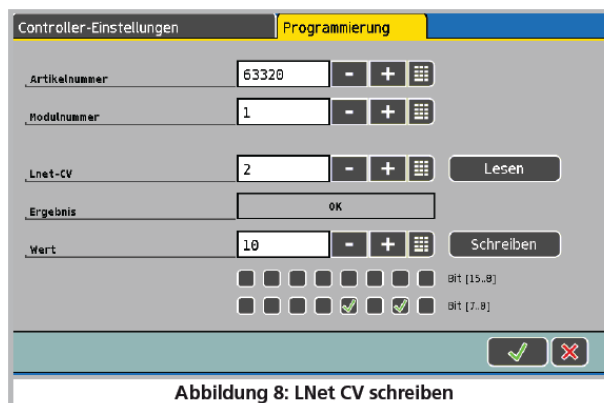 Controller-Einstellungen Programmierung
Artikelnummer 63320 - +
Modulnummer 1 - +
Lnet-CV 2 - + Lesen
Ergebnis OK
Wert 10 - + Schreiben
Bit [15..8]
Bit [7..0]
Abbildung 8: LNet CV schreiben